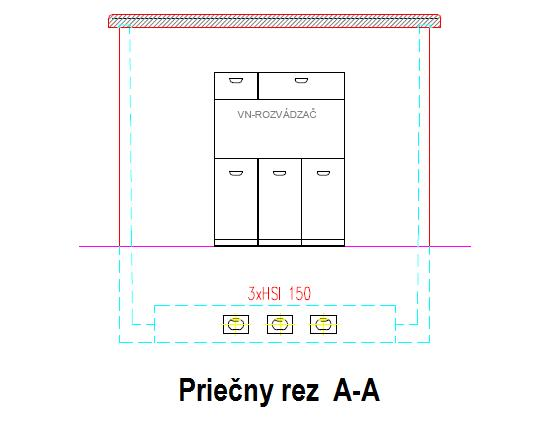 VN-ROZVÁDZAČ
3xHSI 150
Priečny rez A-A